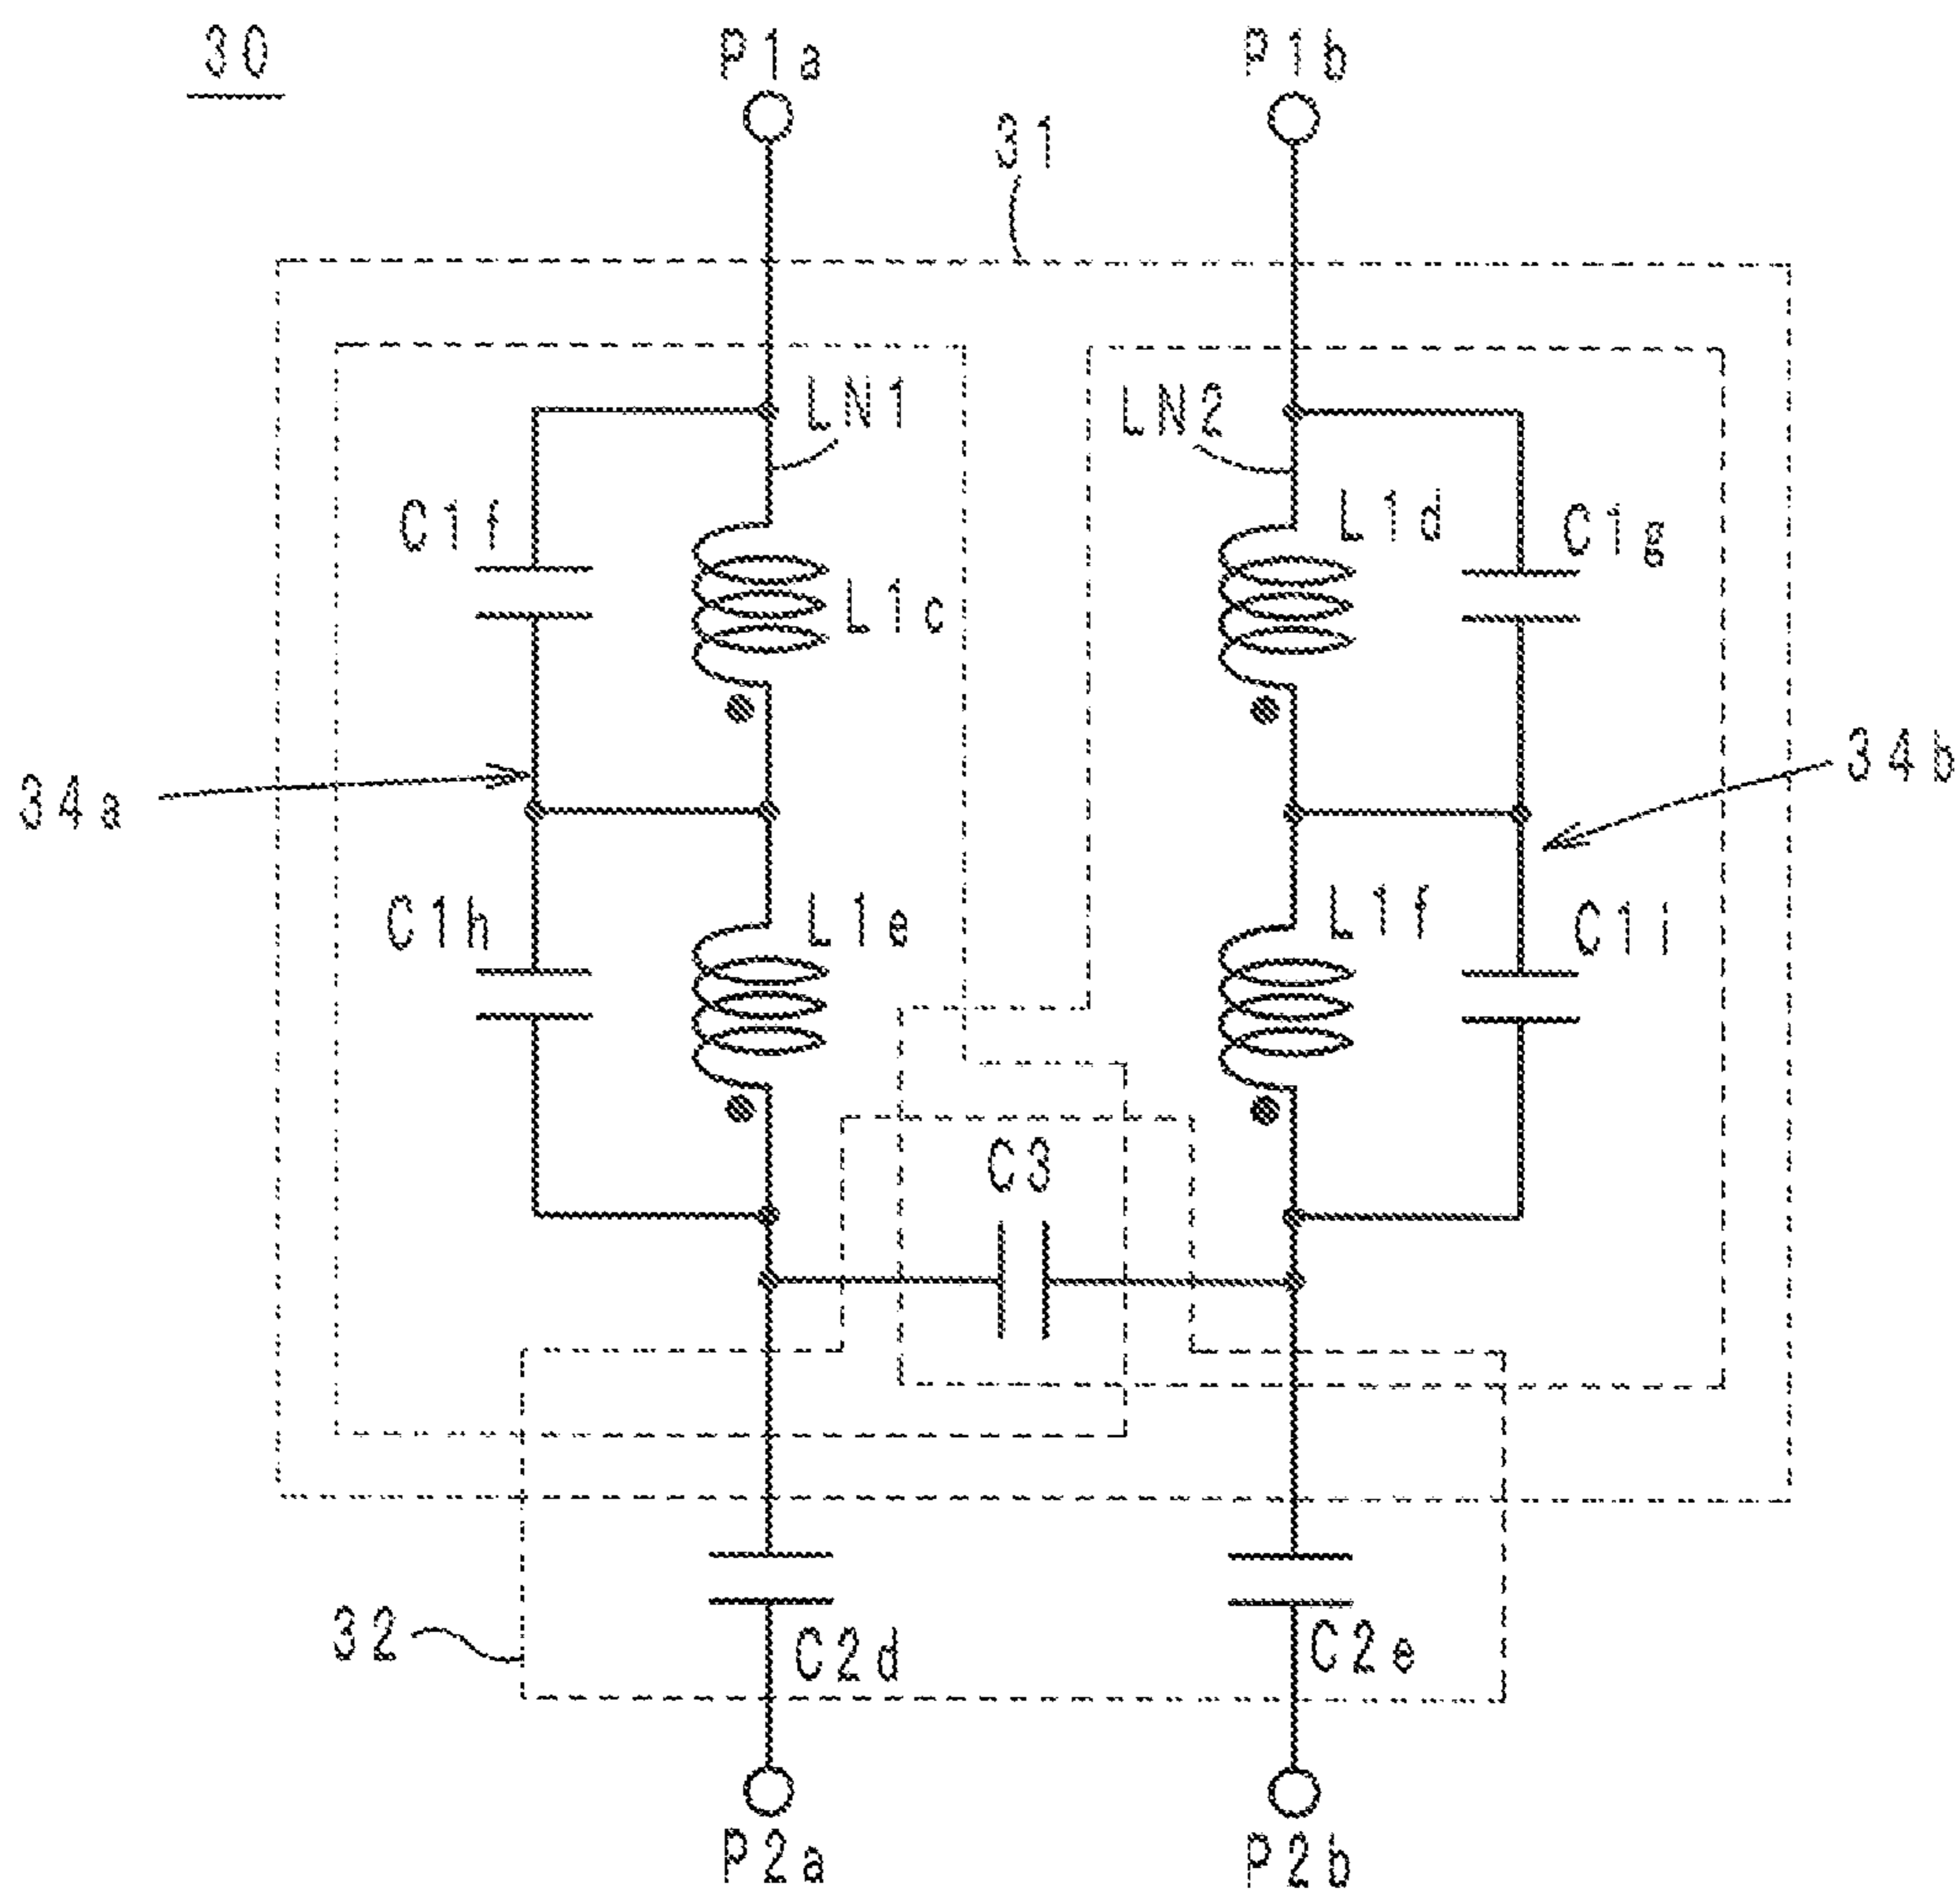 30
P1a
P1b
31
LN1
LN2
C1f
L1c
L1d
C1g
34a
34b
C1h
L1e
L1f
C1i
C3
32
C2d
C2e
P2a
P2b